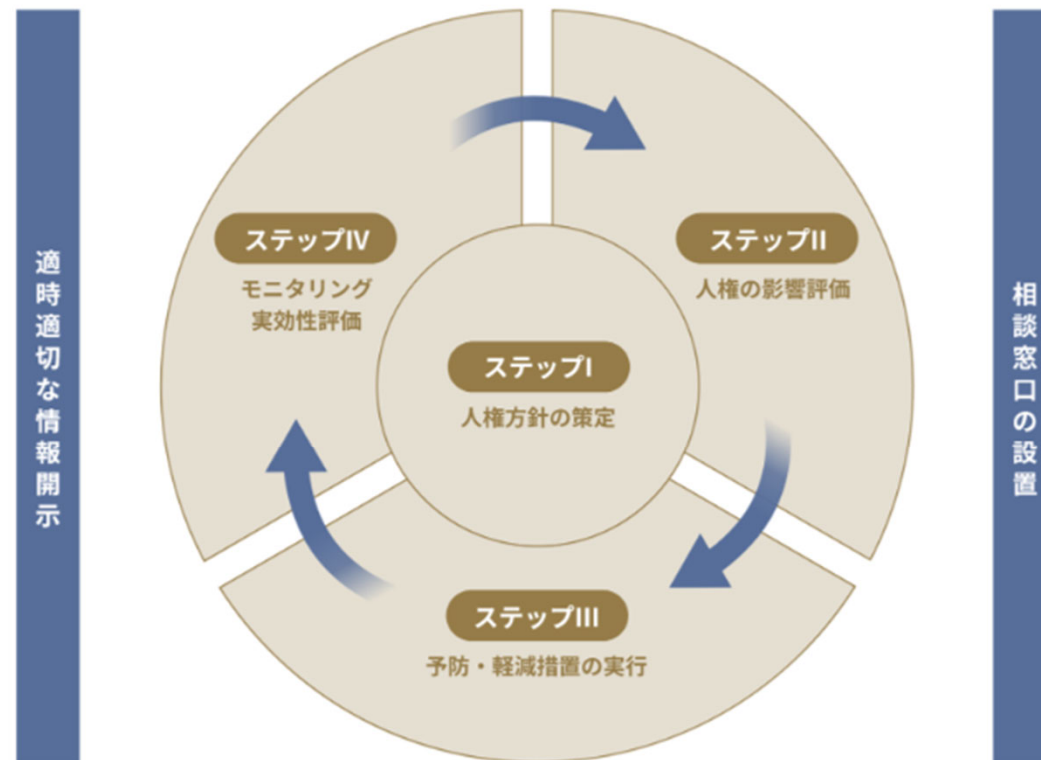 適時適切な情報開示
ステップIV
モニタリング
実効性評価
ステップI
人権方針の策定
ステップII
人権の影響評価
ステップIII
予防・軽減措置の実行
相談窓口の設置